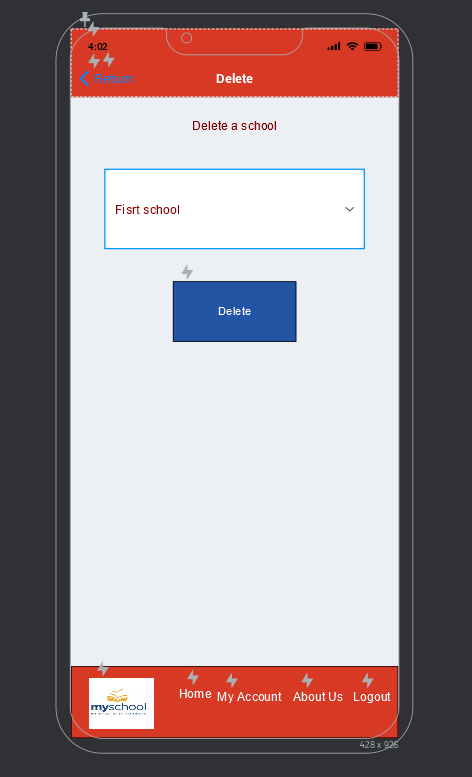 4:02
Return
Delete
Delete a school
Fisrt school
Delete
myschool
Home
My Account
About Us
Logout
428 x 926